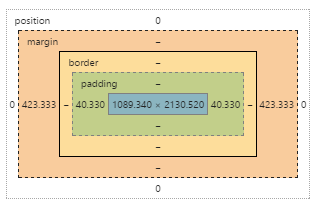 position 0
margin –
border –
padding –
0 423.333 – 40.330 1089.340 × 2130.520 40.330 – 423.333 0
–
–
–
0